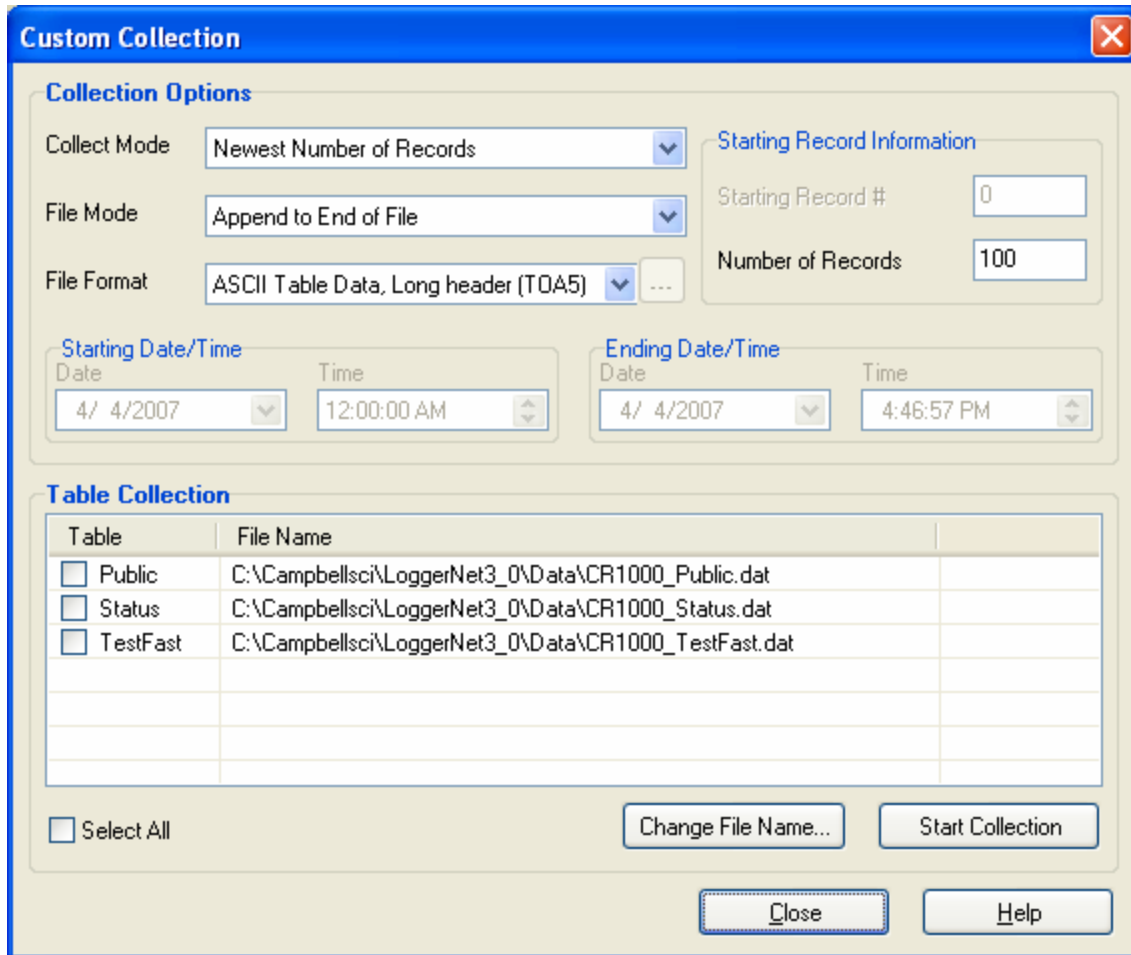 Custom Collection
Collection Options
Collect Mode
Newest Number of Records
File Mode
Append to End of File
File Format
ASCII Table Data, Long header (TOA5)
...
Starting Record Information
Starting Record #
0
Number of Records
100
Starting Date/Time
Date
Time
4/ 4/2007
12:00:00 AM
Ending Date/Time
Date
Time
4/ 4/2007
4:46:57 PM
Table Collection
Table File Name
Public C:\Campbellsci\LoggerNet3_0\Data\CR1000_Public.dat
Status C:\Campbellsci\LoggerNet3_0\Data\CR1000_Status.dat
TestFast C:\Campbellsci\LoggerNet3_0\Data\CR1000_TestFast.dat
Select All
Change File Name...
Start Collection
Close
Help